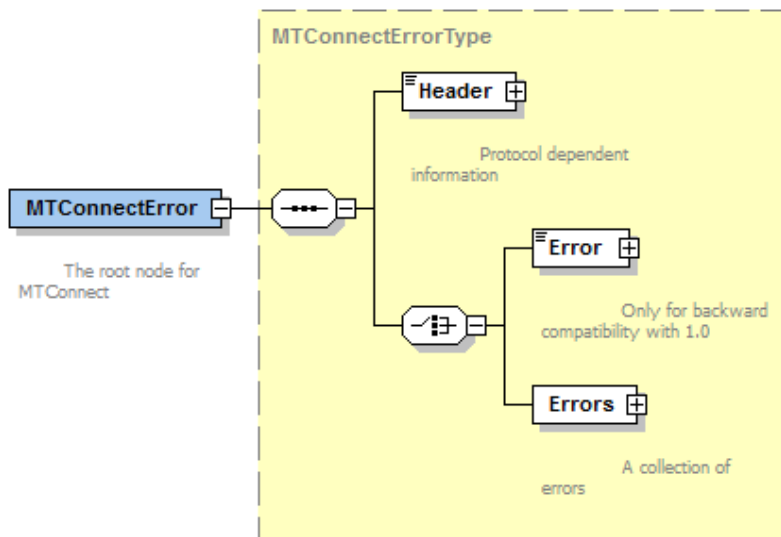 MTConnectErrorType
Header
Protocol dependent
information
MTConnectError
The root node for
MTConnect
Error
Only for backward
compatibility with 1.0
Errors
A collection of
errors